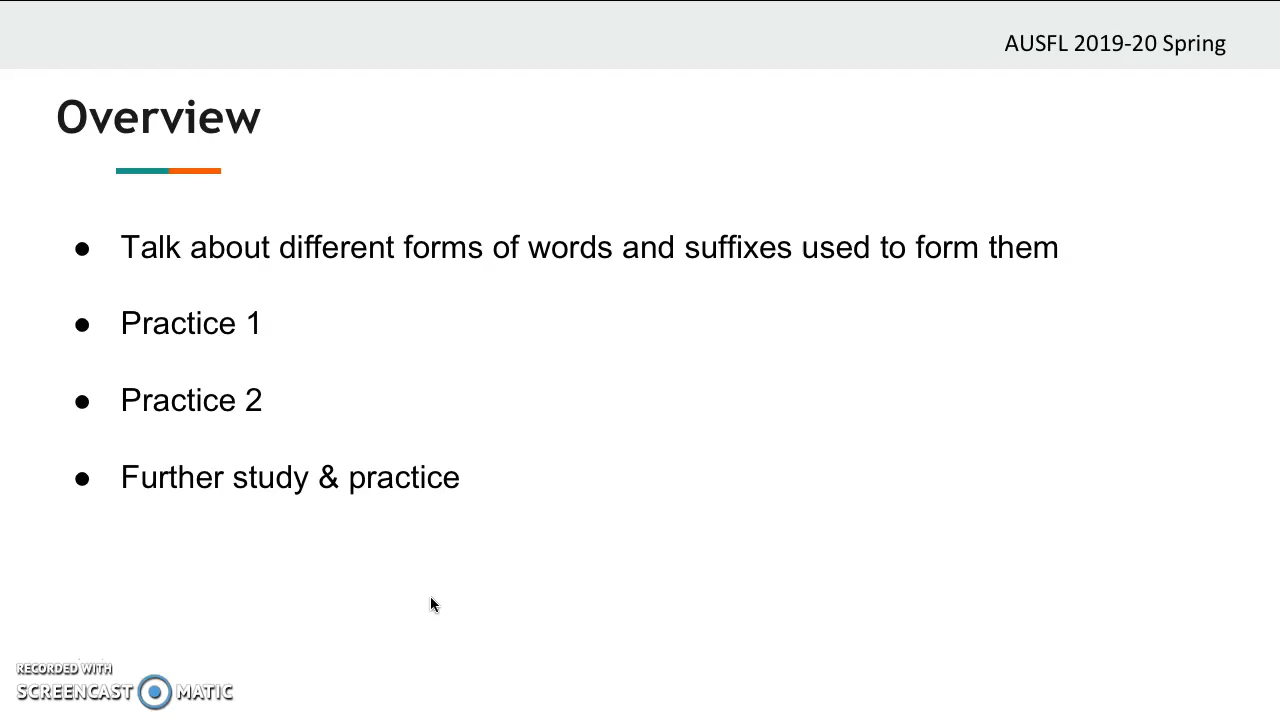 AUSFL 2019-20 Spring
Overview
● Talk about different forms of words and suffixes used to form them
● Practice 1
● Practice 2
● Further study & practice
RECORDED WITH
SCREENCAST MATIC